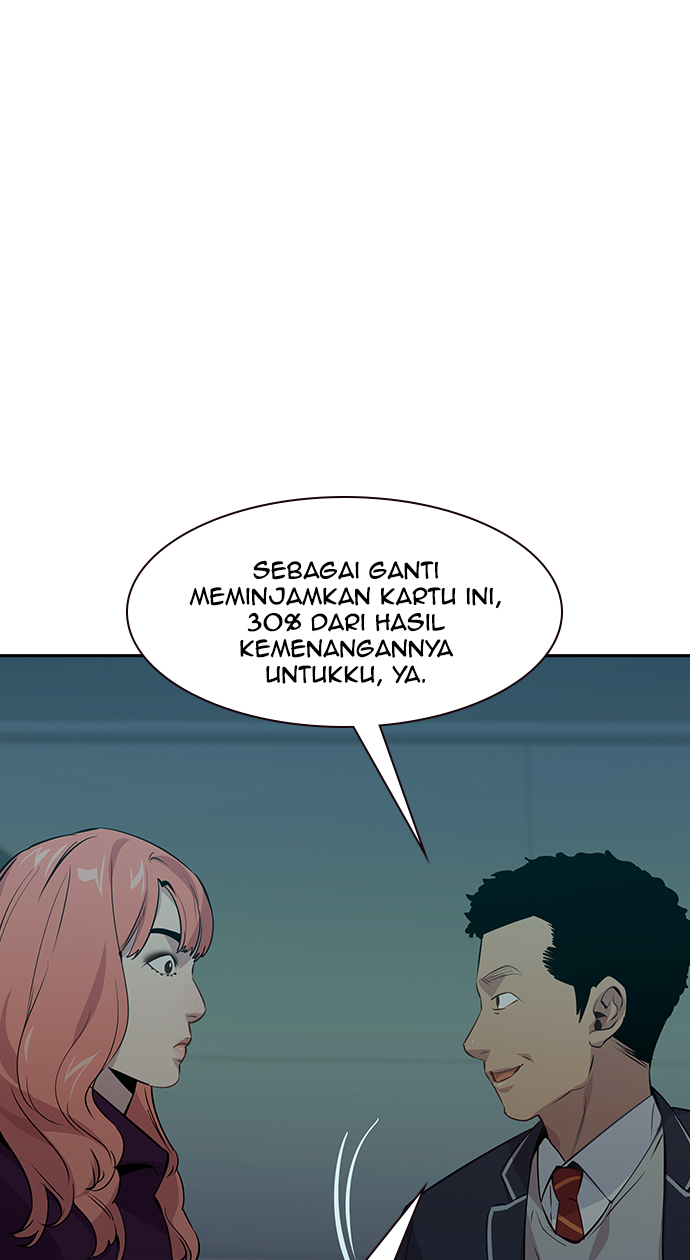 SEBAGAI GANTI
MEMINJAMKAN KARTU INI,
30% DARI HASIL
KEMENANGANNYA
UNTUKKU, YA.